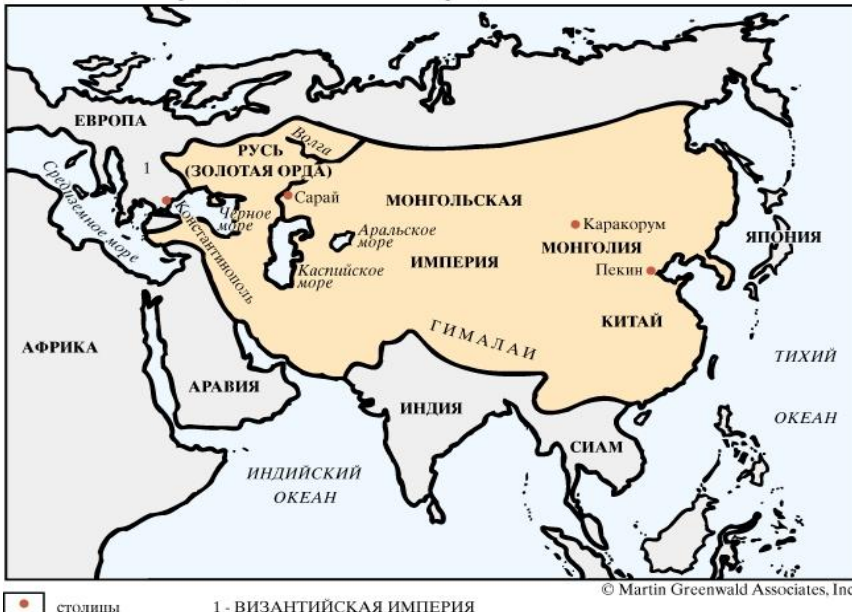 ЕВРОПА
1
Средиземное море
РУСЬ
(ЗОЛОТАЯ ОРДА)
Волга
Константинополь
Черное
море
Сарай
Каспийское
море
Аральское
море
МОНГОЛЬСКАЯ
ИМПЕРИЯ
Каракорум
МОНГОЛИЯ
Пекин
ЯПОНИЯ
КИТАЙ
ГИМАЛАИ
АФРИКА
АРАВИЯ
ИНДИЯ
СИАМ
ТИХИЙ
ОКЕАН
ИНДИЙСКИЙ
ОКЕАН
© Martin Greenwald Associates, Inc
столицы
1 - ВИЗАНТИЙСКАЯ ИМПЕРИЯ